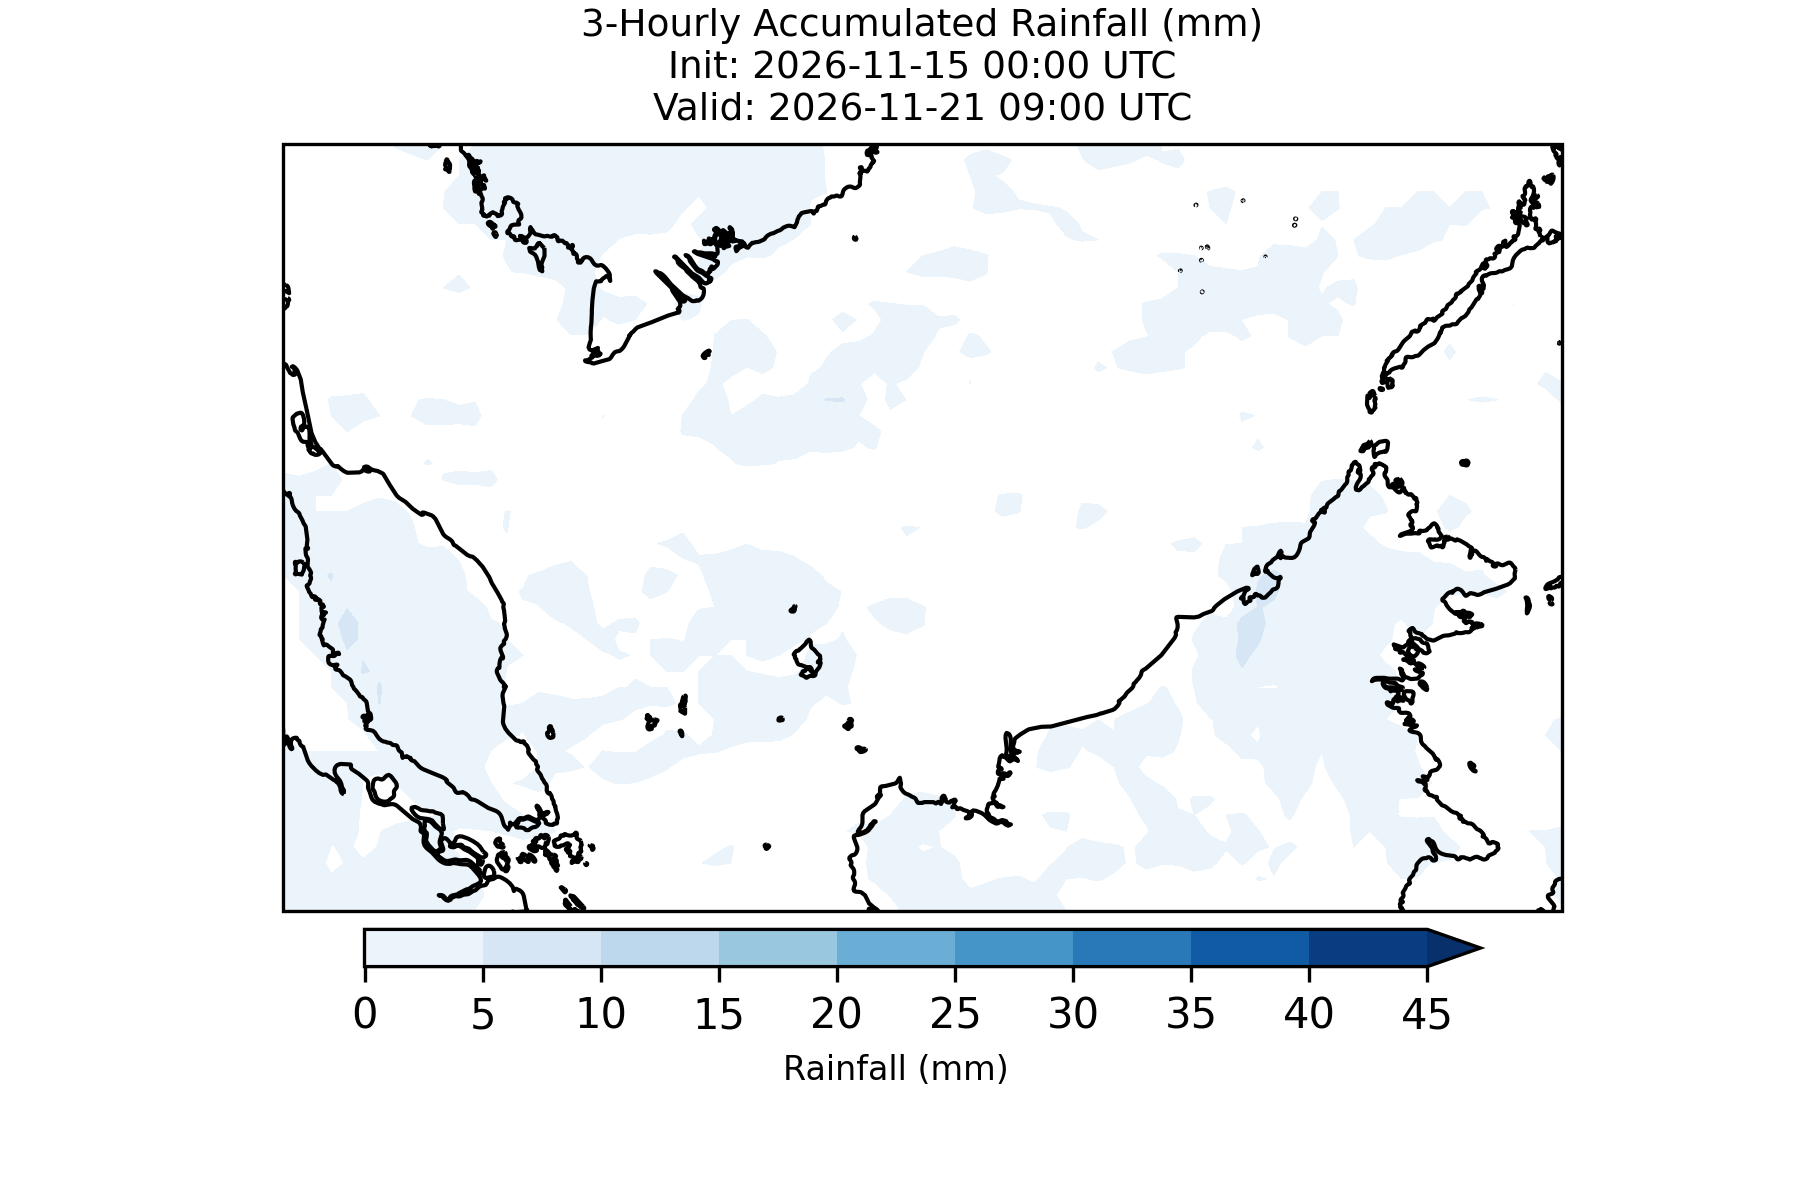 3-Hourly Accumulated Rainfall (mm)
Init: 2026-11-15 00:00 UTC
Valid: 2026-11-21 09:00 UTC
0 5 10 15 20 25 30 35 40 45
Rainfall (mm)